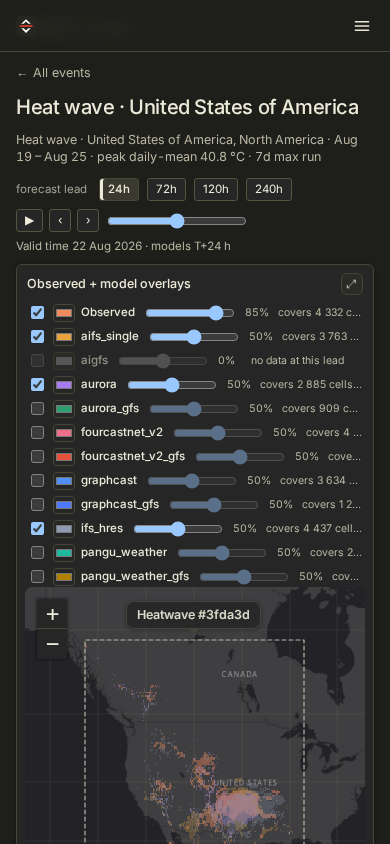 ← All events
Heat wave · United States of America
Heat wave · United States of America, North America · Aug
19 – Aug 25 · peak daily-mean 40.8 °C · 7d max run
forecast lead 24h 72h 120h 240h
Valid time 22 Aug 2026 · models T+24 h
Observed + model overlays
Observed 85% covers 4 332 c…
aifs_single 50% covers 3 763 …
aigfs 0% no data at this lead
aurora 50% covers 2 885 cells…
aurora_gfs 50% covers 909 c…
fourcastnet_v2 50% covers 4 …
fourcastnet_v2_gfs 50% cove…
graphcast 50% covers 3 634 …
graphcast_gfs 50% covers 1 2…
ifs_hres 50% covers 4 437 cell…
pangu_weather 50% covers 2…
pangu_weather_gfs 50% cov…
+
Heatwave #3fda3d
−
CANADA
UNITED STATES